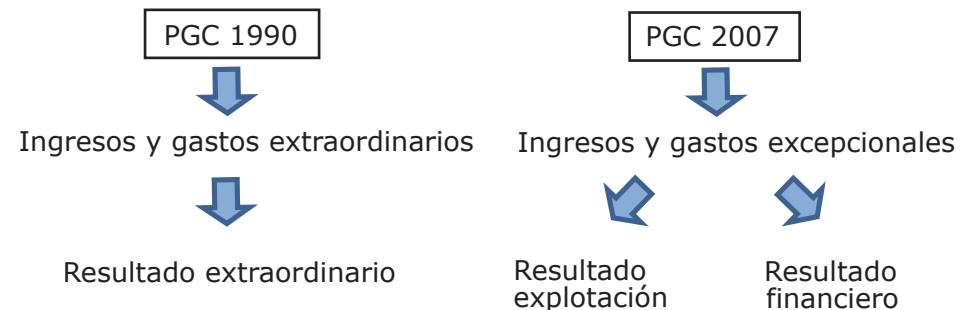 PGC 1990
Ingresos y gastos extraordinarios
Resultado extraordinario
PGC 2007
Ingresos y gastos excepcionales
Resultado
explotación
Resultado
financiero